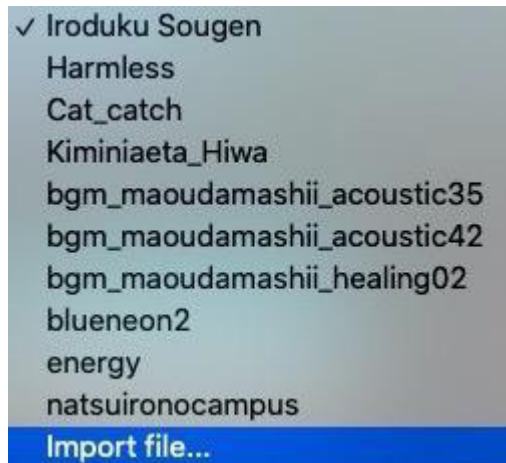 ✓ Iroduku Sougen
Harmless
Cat_catch
Kiminiaeta_Hiwa
bgm_maoudamashii_acoustic35
bgm_maoudamashii_acoustic42
bgm_maoudamashii_healing02
blueneon2
energy
natsuironocampus
Import file...